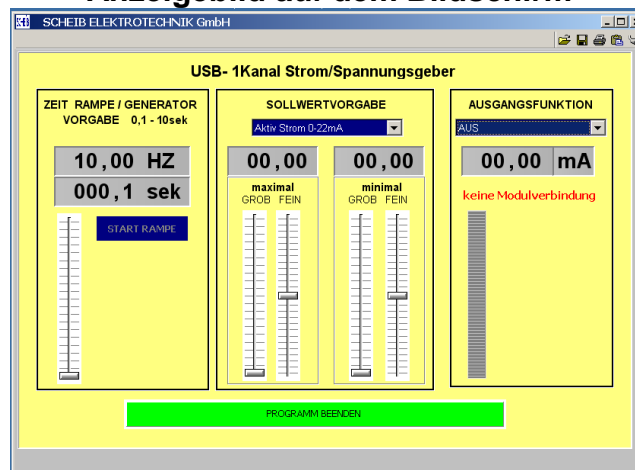 Anzeigebild auf dem Bildschirm
SCHEIB ELEKTROTECHNIK GmbH
USB- 1Kanal Strom/Spannungsgeber
ZEIT RAMPE / GENERATOR
VORGABE 0,1 - 10sek
10,00 HZ
000,1 sek
START RAMPE
SOLLWERTVORGABE
Aktiv Strom 0-22mA
00,00
00,00
maximal
GROB FEIN
minimal
GROB FEIN
AUSGANGSFUNKTION
AUS
00,00 mA
keine Modulverbindung
PROGRAMM BEENDEN